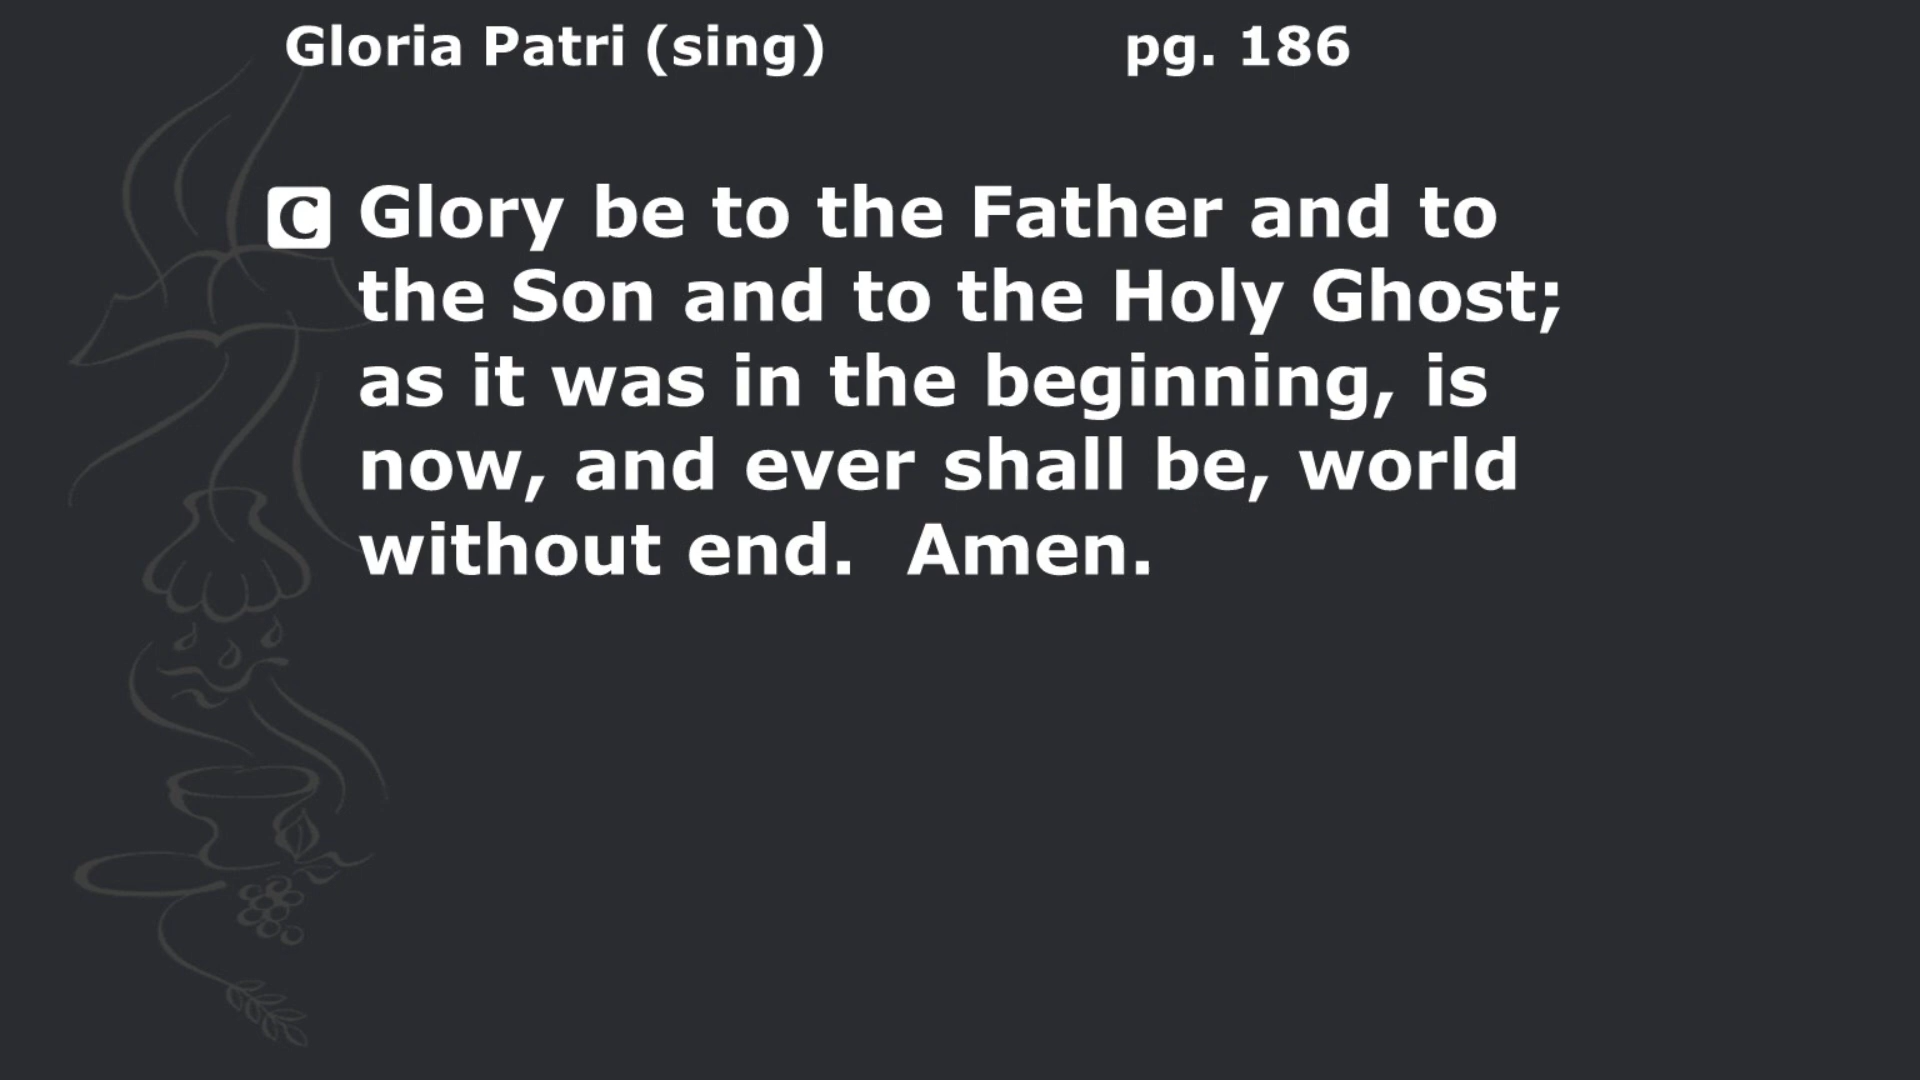 Gloria Patri (sing) pg. 186
C Glory be to the Father and to
the Son and to the Holy Ghost;
as it was in the beginning, is
now, and ever shall be, world
without end. Amen.